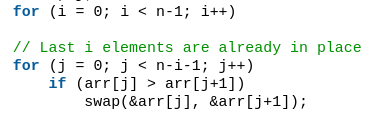 for (i = 0; i < n-1; i++)
// Last i elements are already in place
for (j = 0; j < n-i-1; j++)
if (arr[j] > arr[j+1])
swap(&arr[j], &arr[j+1]);